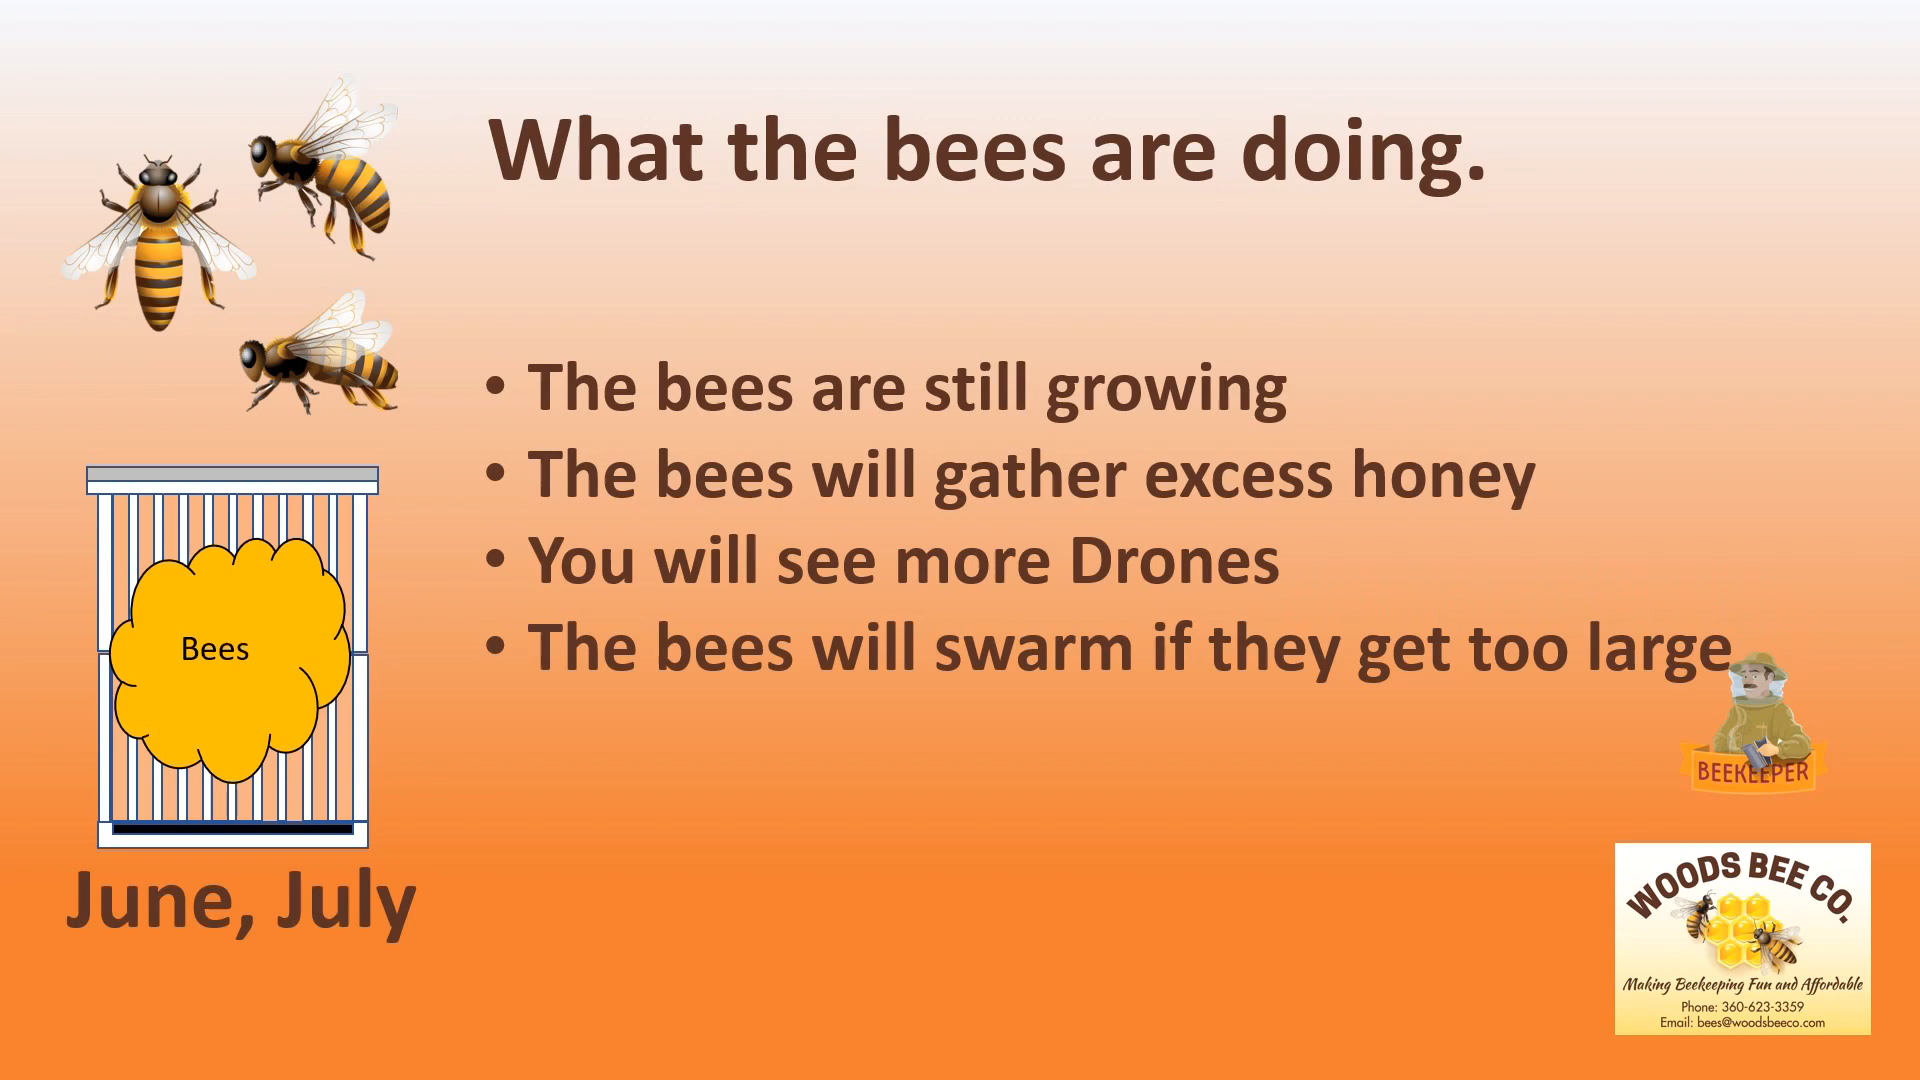 What the bees are doing.
• The bees are still growing
• The bees will gather excess honey
• You will see more Drones
• The bees will swarm if they get too large
Bees
June, July
BEEKEEPER
WOODS BEE CO.
Making Beekeeping Fun and Affordable
Phone: 360-623-3359
Email: bees@woodsbeeco.com